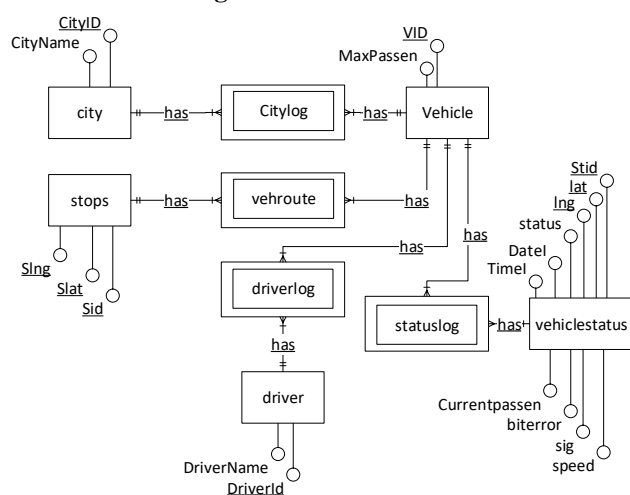 CityID
CityName
VID
MaxPassen
city
has
Citylog
has
Vehicle
stops
has
vehroute
has
Stid
lat
lng
status
DateI
TimeI
Slng
Slat
Sid
has
has
driverlog
statuslog
has
vehiclestatus
has
driver
Currentpassen
biterror
sig
speed
DriverName
DriverId